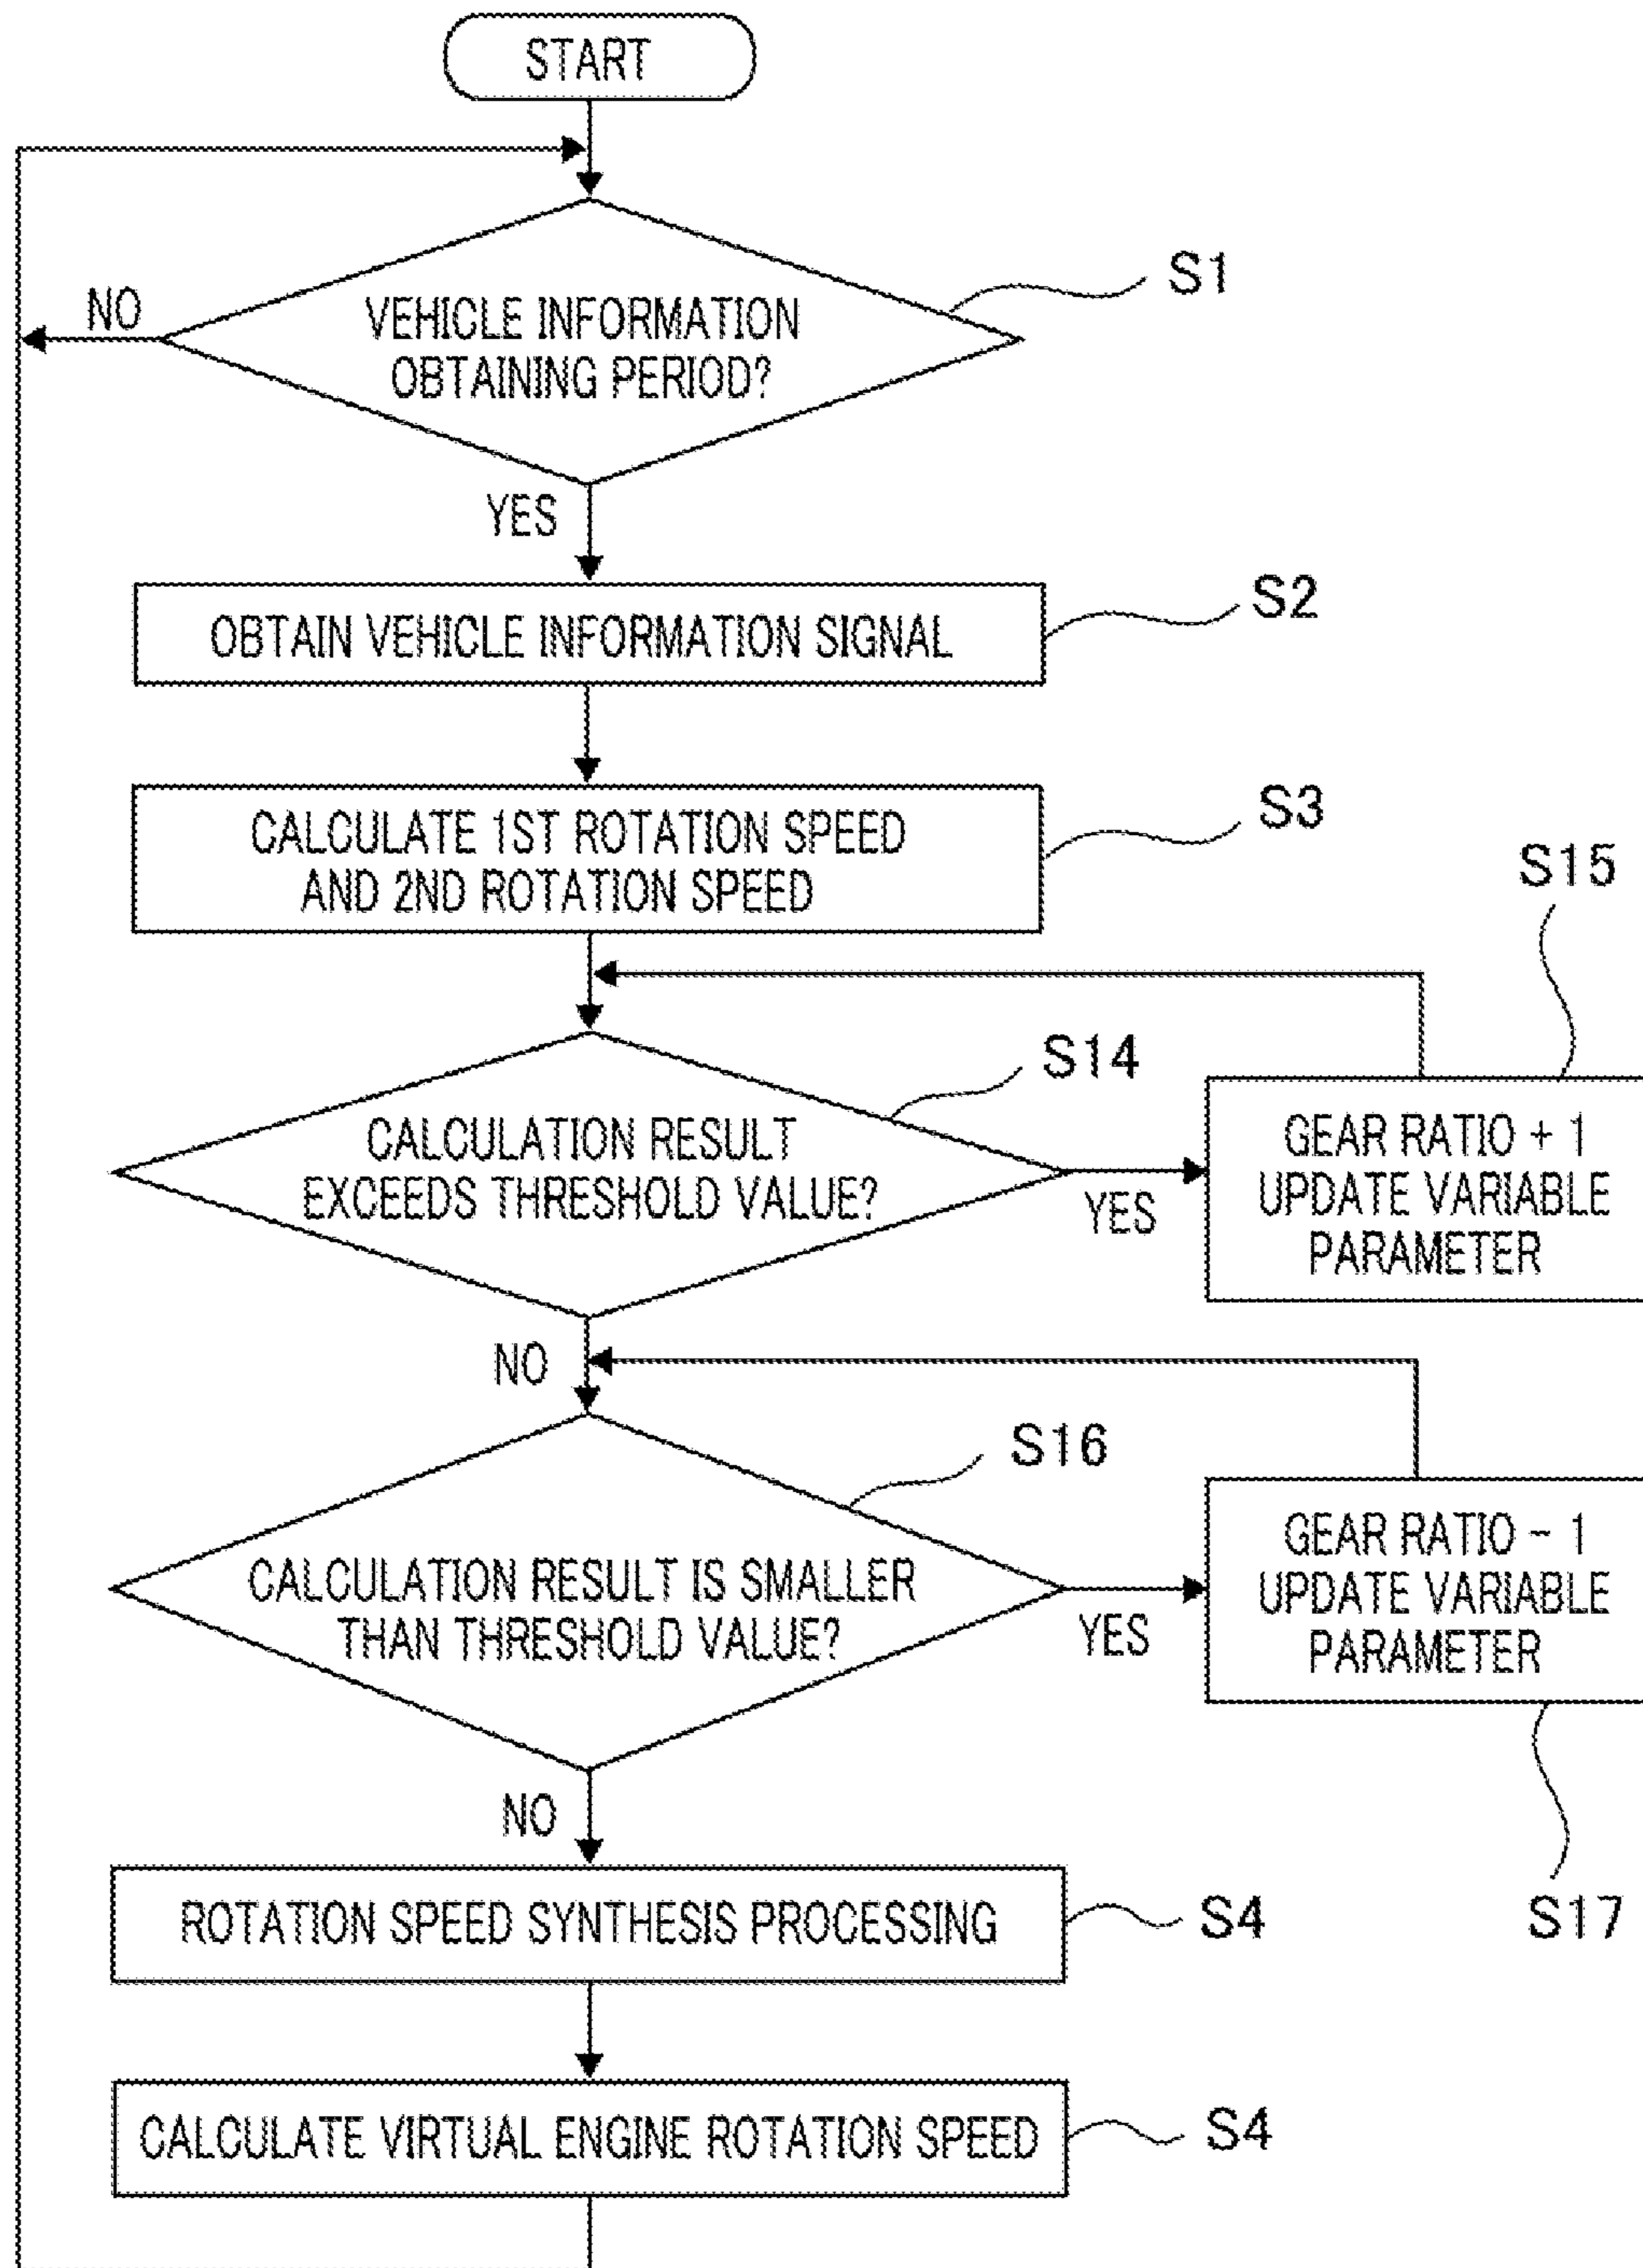 START
NO
VEHICLE INFORMATION
OBTAINING PERIOD?
S1
YES
OBTAIN VEHICLE INFORMATION SIGNAL
S2
CALCULATE 1ST ROTATION SPEED
AND 2ND ROTATION SPEED
S3
S15
S14
CALCULATION RESULT
EXCEEDS THRESHOLD VALUE?
YES
GEAR RATIO + 1
UPDATE VARIABLE
PARAMETER
NO
S16
CALCULATION RESULT IS SMALLER
THAN THRESHOLD VALUE?
YES
GEAR RATIO - 1
UPDATE VARIABLE
PARAMETER
S17
NO
ROTATION SPEED SYNTHESIS PROCESSING
S4
CALCULATE VIRTUAL ENGINE ROTATION SPEED
S4